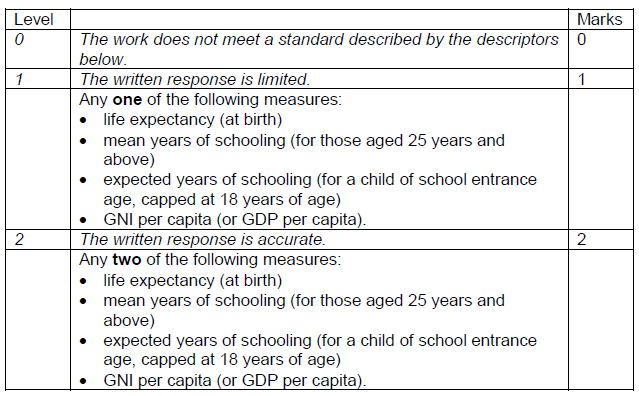 Level Marks
0 The work does not meet a standard described by the descriptors 0
below.
1 The written response is limited. 1
Any one of the following measures:
• life expectancy (at birth)
• mean years of schooling (for those aged 25 years and
above)
• expected years of schooling (for a child of school entrance
age, capped at 18 years of age)
• GNI per capita (or GDP per capita).
2 The written response is accurate. 2
Any two of the following measures:
• life expectancy (at birth)
• mean years of schooling (for those aged 25 years and
above)
• expected years of schooling (for a child of school entrance
age, capped at 18 years of age)
• GNI per capita (or GDP per capita).